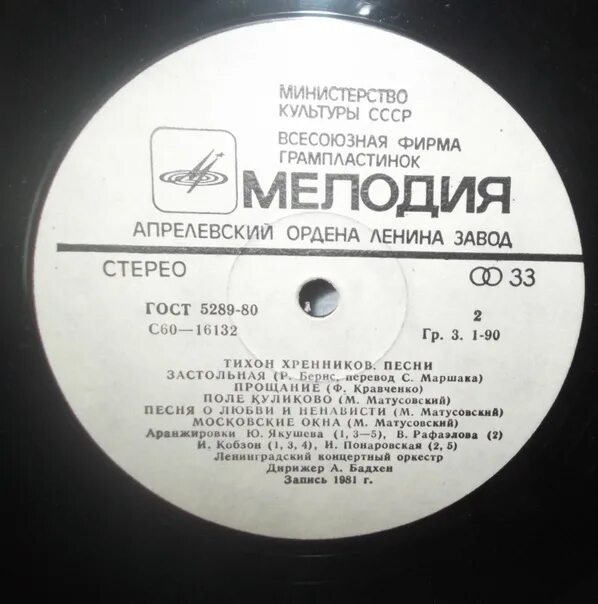 МИНИСТЕРСТВО
КУЛЬТУРЫ СССР
ВСЕСОЮЗНАЯ ФИРМА
ГРАМПЛАСТИНОК
МЕЛОДИЯ
АПРЕЛЕВСКИЙ ОРДЕНА ЛЕНИНА ЗАВОД
СТЕРЕО 33
ГОСТ 5289-80 2
С60—16132 Гр. 3. 1-90
ТИХОН ХРЕННИКОВ. ПЕСНИ
ЗАСТОЛЬНАЯ (Р. Бернс, перевод С. Маршака)
ПРОЩАНИЕ (Ф. Кравченко)
ПОЛЕ КУЛИКОВО (М. Матусовский)
ПЕСНЯ О ЛЮБВИ И НЕНАВИСТИ (М. Матусовский)
МОСКОВСКИЕ ОКНА (М. Матусовский)
Аранжировки Ю. Якушева (1, 3—5), В. Рафаэлова (2)
И. Кобзон (1, 3, 4), И. Понаровская (2, 5)
Ленинградский концертный оркестр
Дирижер А. Бадхен
Запись 1981 г.